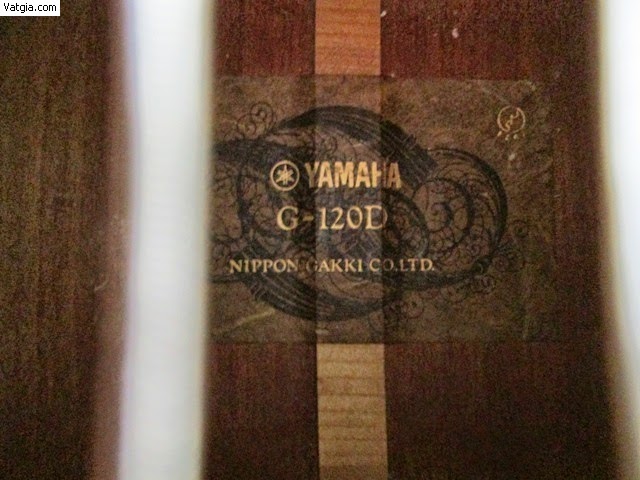 Vatgia.com
YAMAHA
G-120D
NIPPON GAKKI CO.LTD.